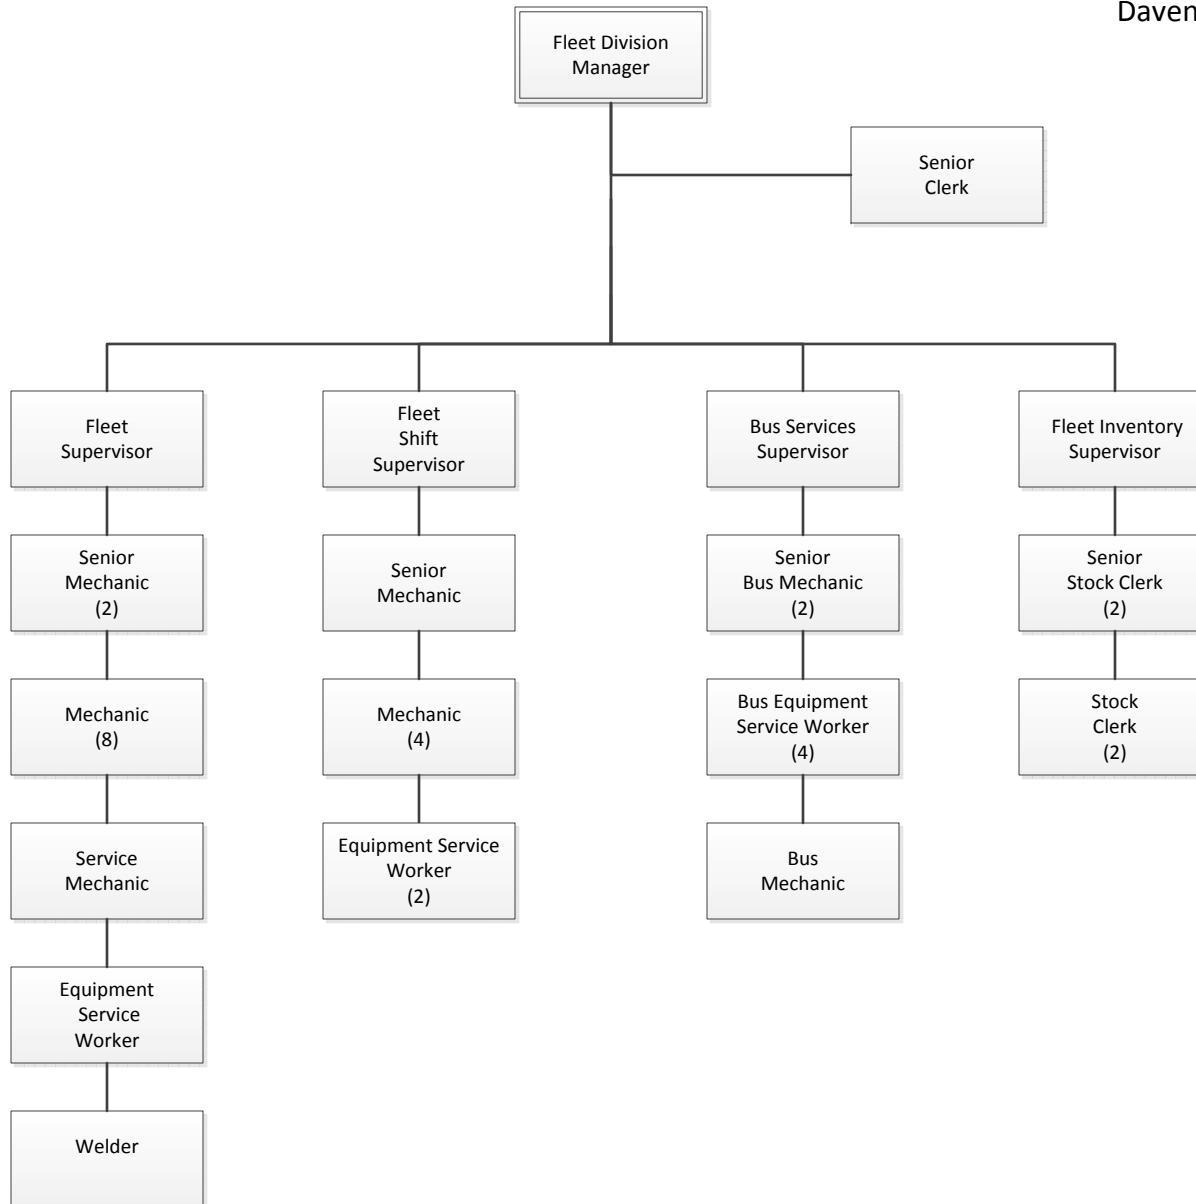 Fleet Division
Manager
Senior
Clerk
Fleet
Supervisor
Fleet
Shift
Supervisor
Bus Services
Supervisor
Fleet Inventory
Supervisor
Senior
Mechanic
(2)
Senior
Mechanic
Senior
Bus Mechanic
(2)
Senior
Stock Clerk
(2)
Mechanic
(8)
Mechanic
(4)
Bus Equipment
Service Worker
(4)
Stock
Clerk
(2)
Service
Mechanic
Equipment Service
Worker
(2)
Bus
Mechanic
Equipment
Service
Worker
Welder